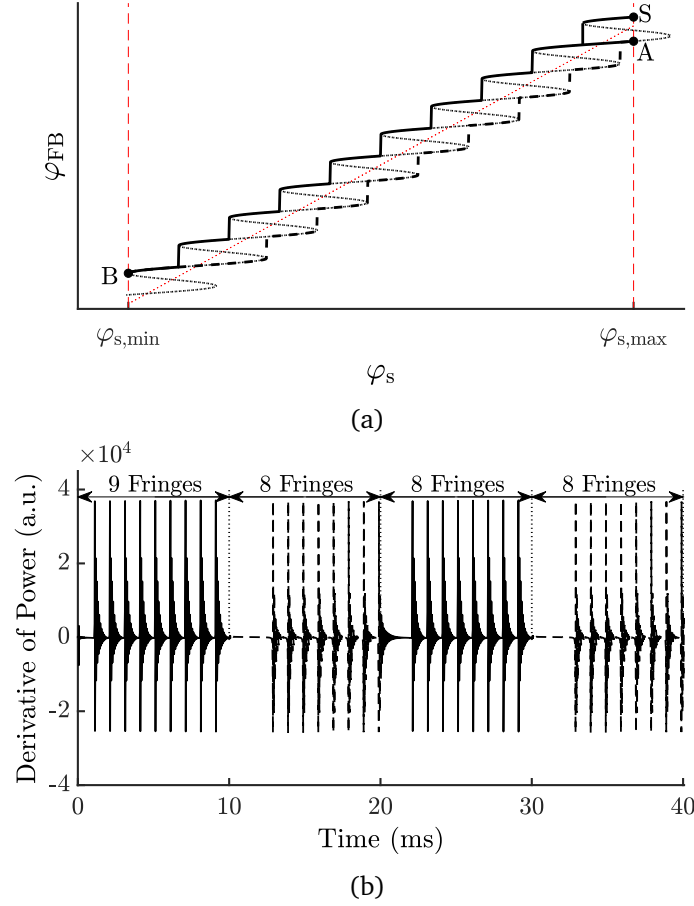 S
A
φFB
B
φs,min
φs,max
φs
(a)
×10^4
9 Fringes
8 Fringes
8 Fringes
8 Fringes
4
2
0
-2
-4
Derivative of Power (a.u.)
0
10
20
30
40
Time (ms)
(b)